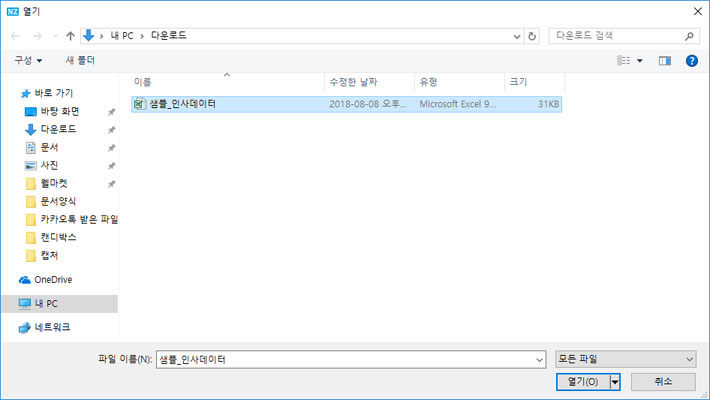 NZ 열기
내 PC > 다운로드
다운로드 검색
구성 새 폴더
이름 수정한 날짜 유형 크기
샘플_인사데이터 2018-08-08 오후... Microsoft Excel 9... 31KB
바로 가기
바탕 화면
다운로드
문서
사진
윌마켓
문서양식
카카오톡 받은 파일
캔디박스
캡처
OneDrive
내 PC
네트워크
파일 이름(N): 샘플_인사데이터 모든 파일
열기(O) 취소